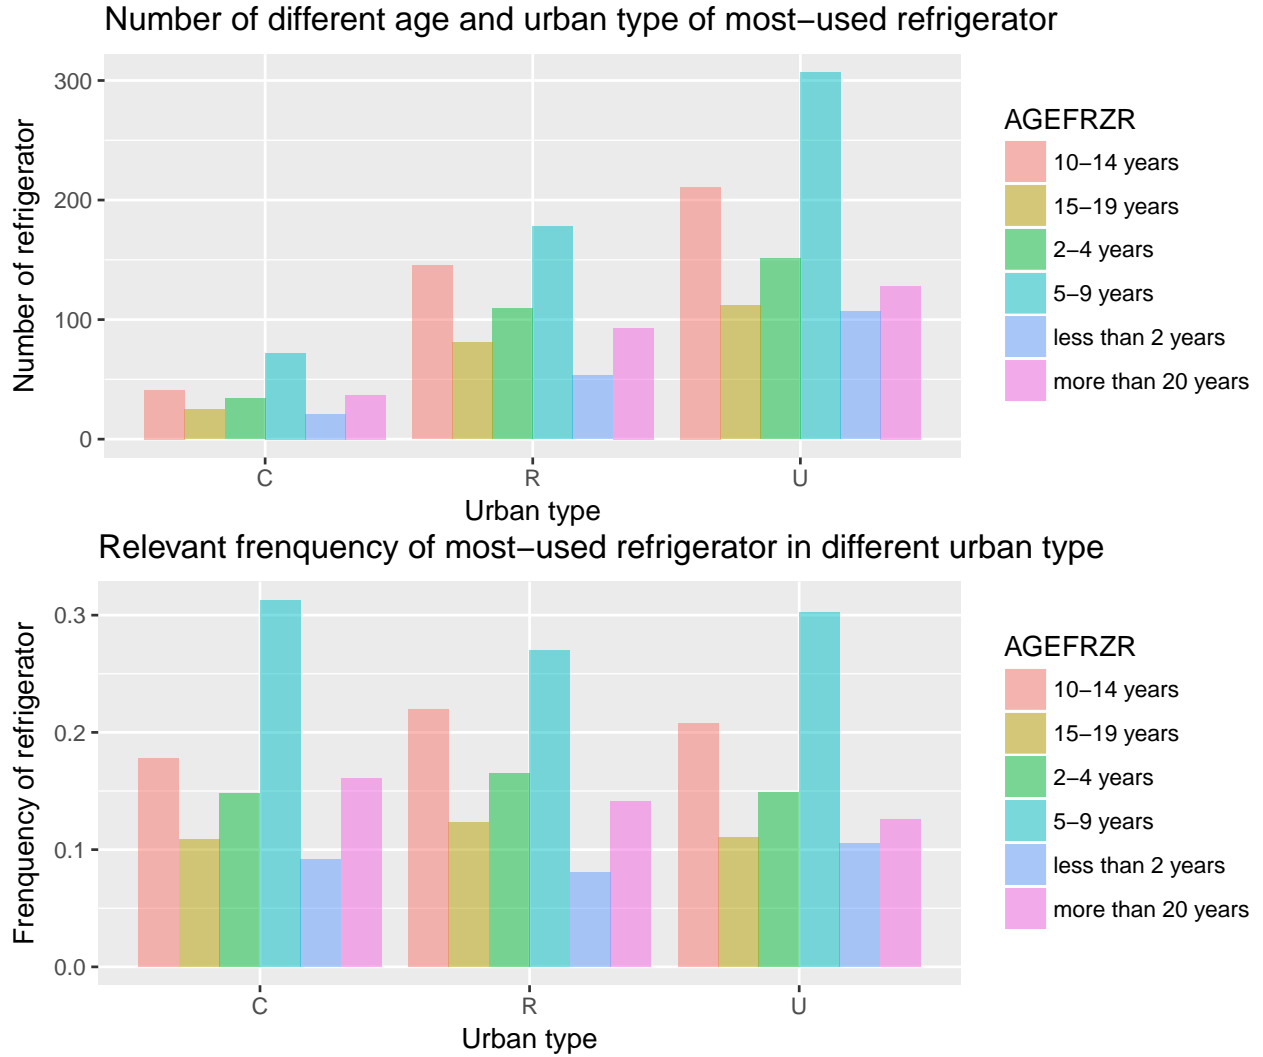 Number of different age and urban type of most−used refrigerator
300
200
100
0
Number of refrigerator
C R U
Urban type
AGEFRZR
10−14 years
15−19 years
2−4 years
5−9 years
less than 2 years
more than 20 years
Relevant frenquency of most−used refrigerator in different urban type
0.3
0.2
0.1
0.0
Frenquency of refrigerator
C R U
Urban type
AGEFRZR
10−14 years
15−19 years
2−4 years
5−9 years
less than 2 years
more than 20 years